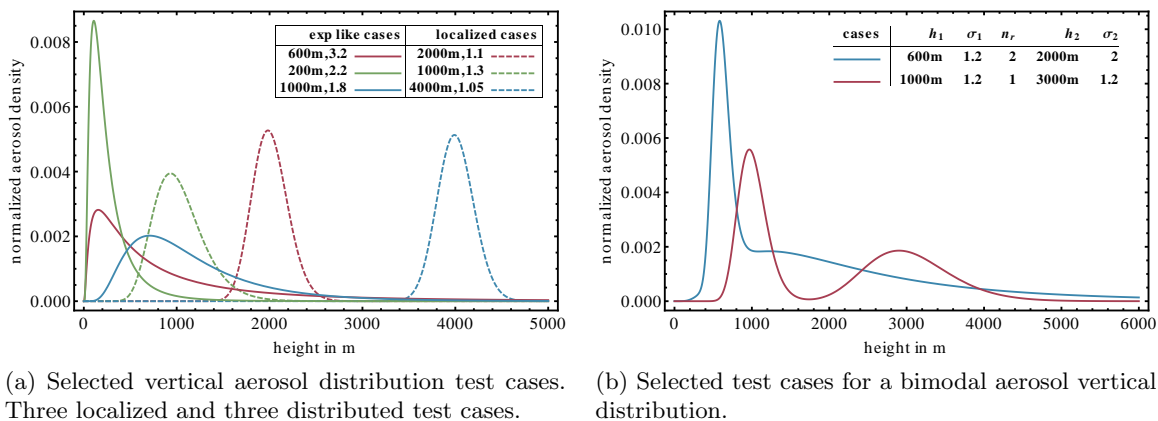 normalized aerosol density
0.008
0.006
0.004
0.002
0.000
exp like cases localized cases
600m,3.2 2000m,1.1
200m,2.2 1000m,1.3
1000m,1.8 4000m,1.05
0 1000 2000 3000 4000 5000
height in m
(a) Selected vertical aerosol distribution test cases.
Three localized and three distributed test cases.
normalized aerosol density
0.010
0.008
0.006
0.004
0.002
0.000
cases h₁ σ₁ nᵣ h₂ σ₂
600m 1.2 2 2000m 2
1000m 1.2 1 3000m 1.2
0 1000 2000 3000 4000 5000 6000
height in m
(b) Selected test cases for a bimodal aerosol vertical
distribution.